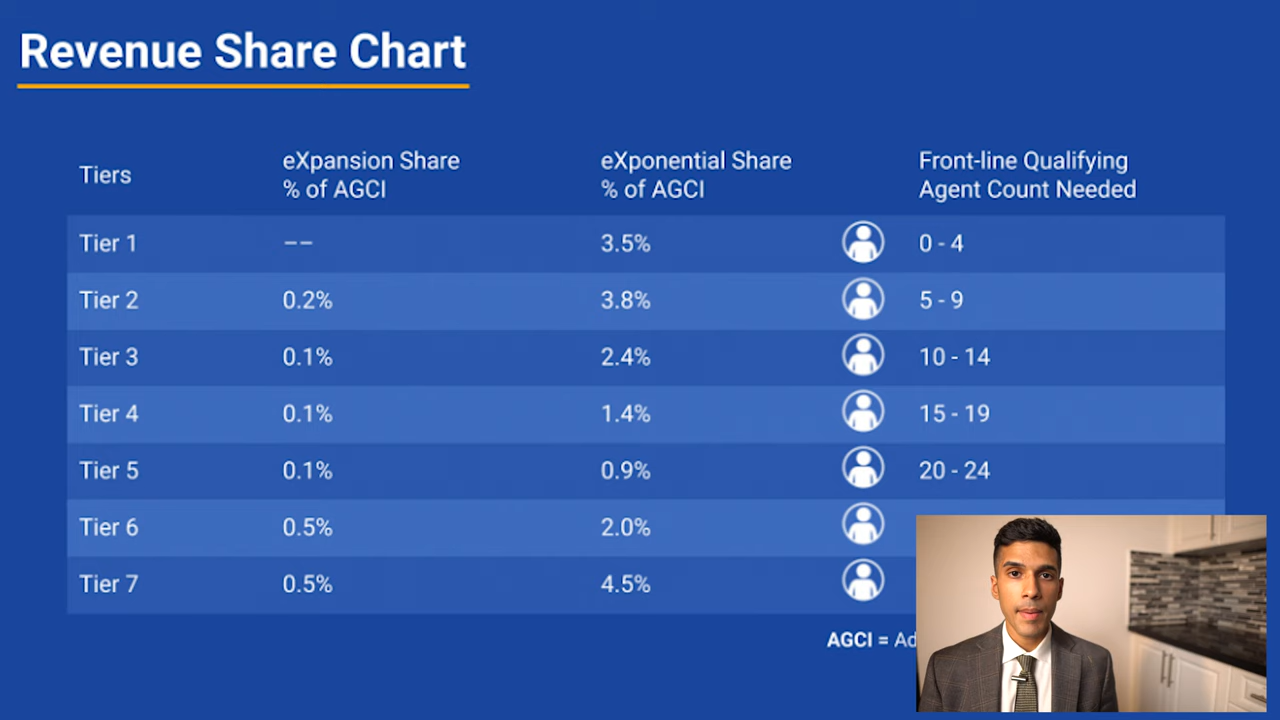 Revenue Share Chart
Tiers
eXpansion Share
% of AGCI
eXponential Share
% of AGCI
Front-line Qualifying
Agent Count Needed
Tier 1 –– 3.5% 0 - 4
Tier 2 0.2% 3.8% 5 - 9
Tier 3 0.1% 2.4% 10 - 14
Tier 4 0.1% 1.4% 15 - 19
Tier 5 0.1% 0.9% 20 - 24
Tier 6 0.5% 2.0%
Tier 7 0.5% 4.5%
AGCI = Ad